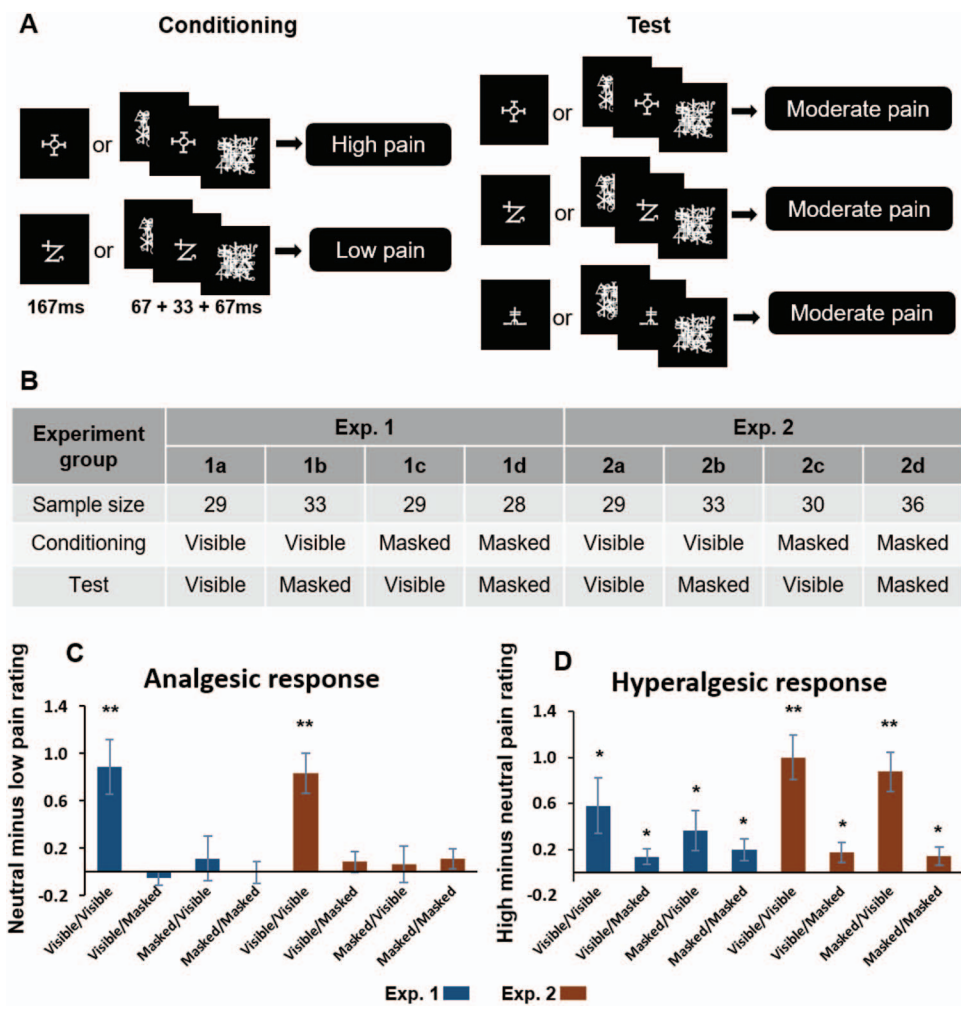 A
Conditioning
Test
or
High pain
or
Low pain
167ms
67 + 33 + 67ms
or
Moderate pain
or
Moderate pain
or
Moderate pain
B
Experiment group Exp. 1 Exp. 2
1a 1b 1c 1d 2a 2b 2c 2d
Sample size 29 33 29 28 29 33 30 36
Conditioning Visible Visible Masked Masked Visible Visible Masked Masked
Test Visible Masked Visible Masked Visible Masked Visible Masked
C
Analgesic response
Neutral minus low pain rating
1.4
1.0
0.6
0.2
-0.2
** **
Visible/Visible
Visible/Masked
Masked/Visible
Masked/Masked
Visible/Visible
Visible/Masked
Masked/Visible
Masked/Masked
D
Hyperalgesic response
High minus neutral pain rating
1.4
1.0
0.6
0.2
-0.2
* * * * ** * ** *
Visible/Visible
Visible/Masked
Masked/Visible
Masked/Masked
Visible/Visible
Visible/Masked
Masked/Visible
Masked/Masked
Exp. 1 Exp. 2